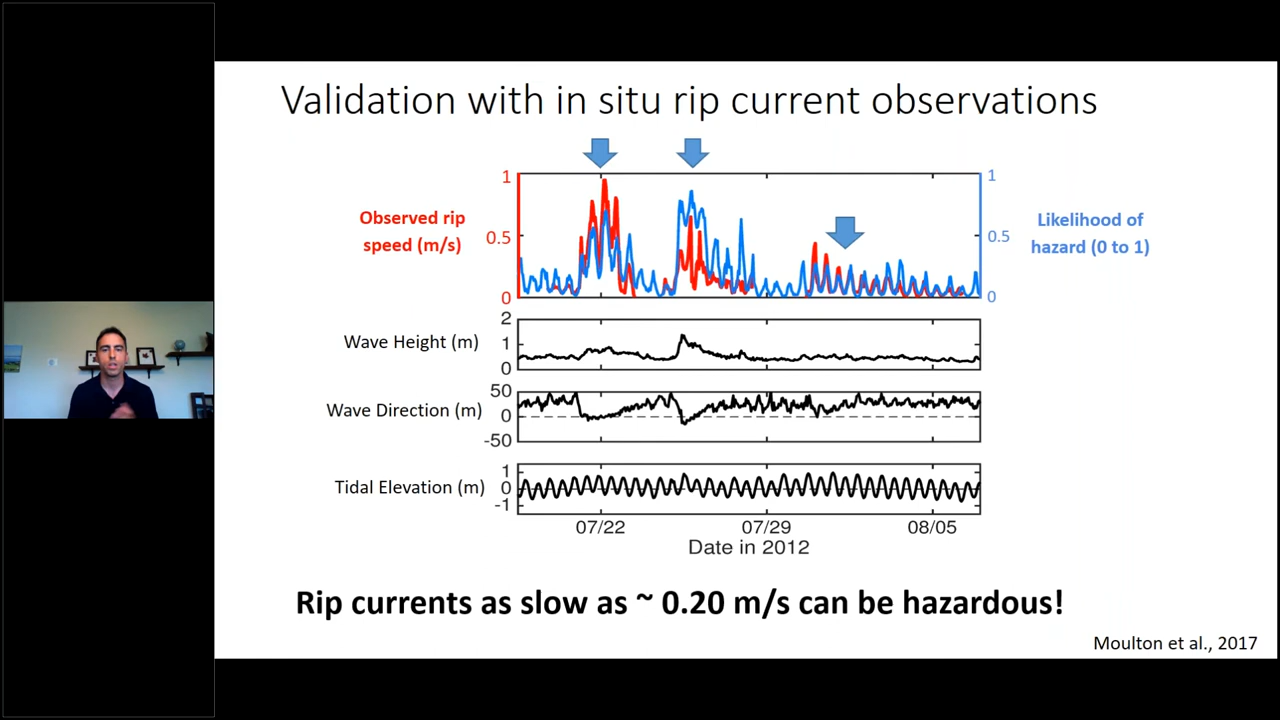 Validation with in situ rip current observations
Observed rip
speed (m/s)
1
0.5
0
1
0.5
0
Likelihood of
hazard (0 to 1)
Wave Height (m)
2
1
0
Wave Direction (m)
50
0
-50
Tidal Elevation (m)
1
0
-1
07/22
07/29
08/05
Date in 2012
Rip currents as slow as ~ 0.20 m/s can be hazardous!
Moulton et al., 2017